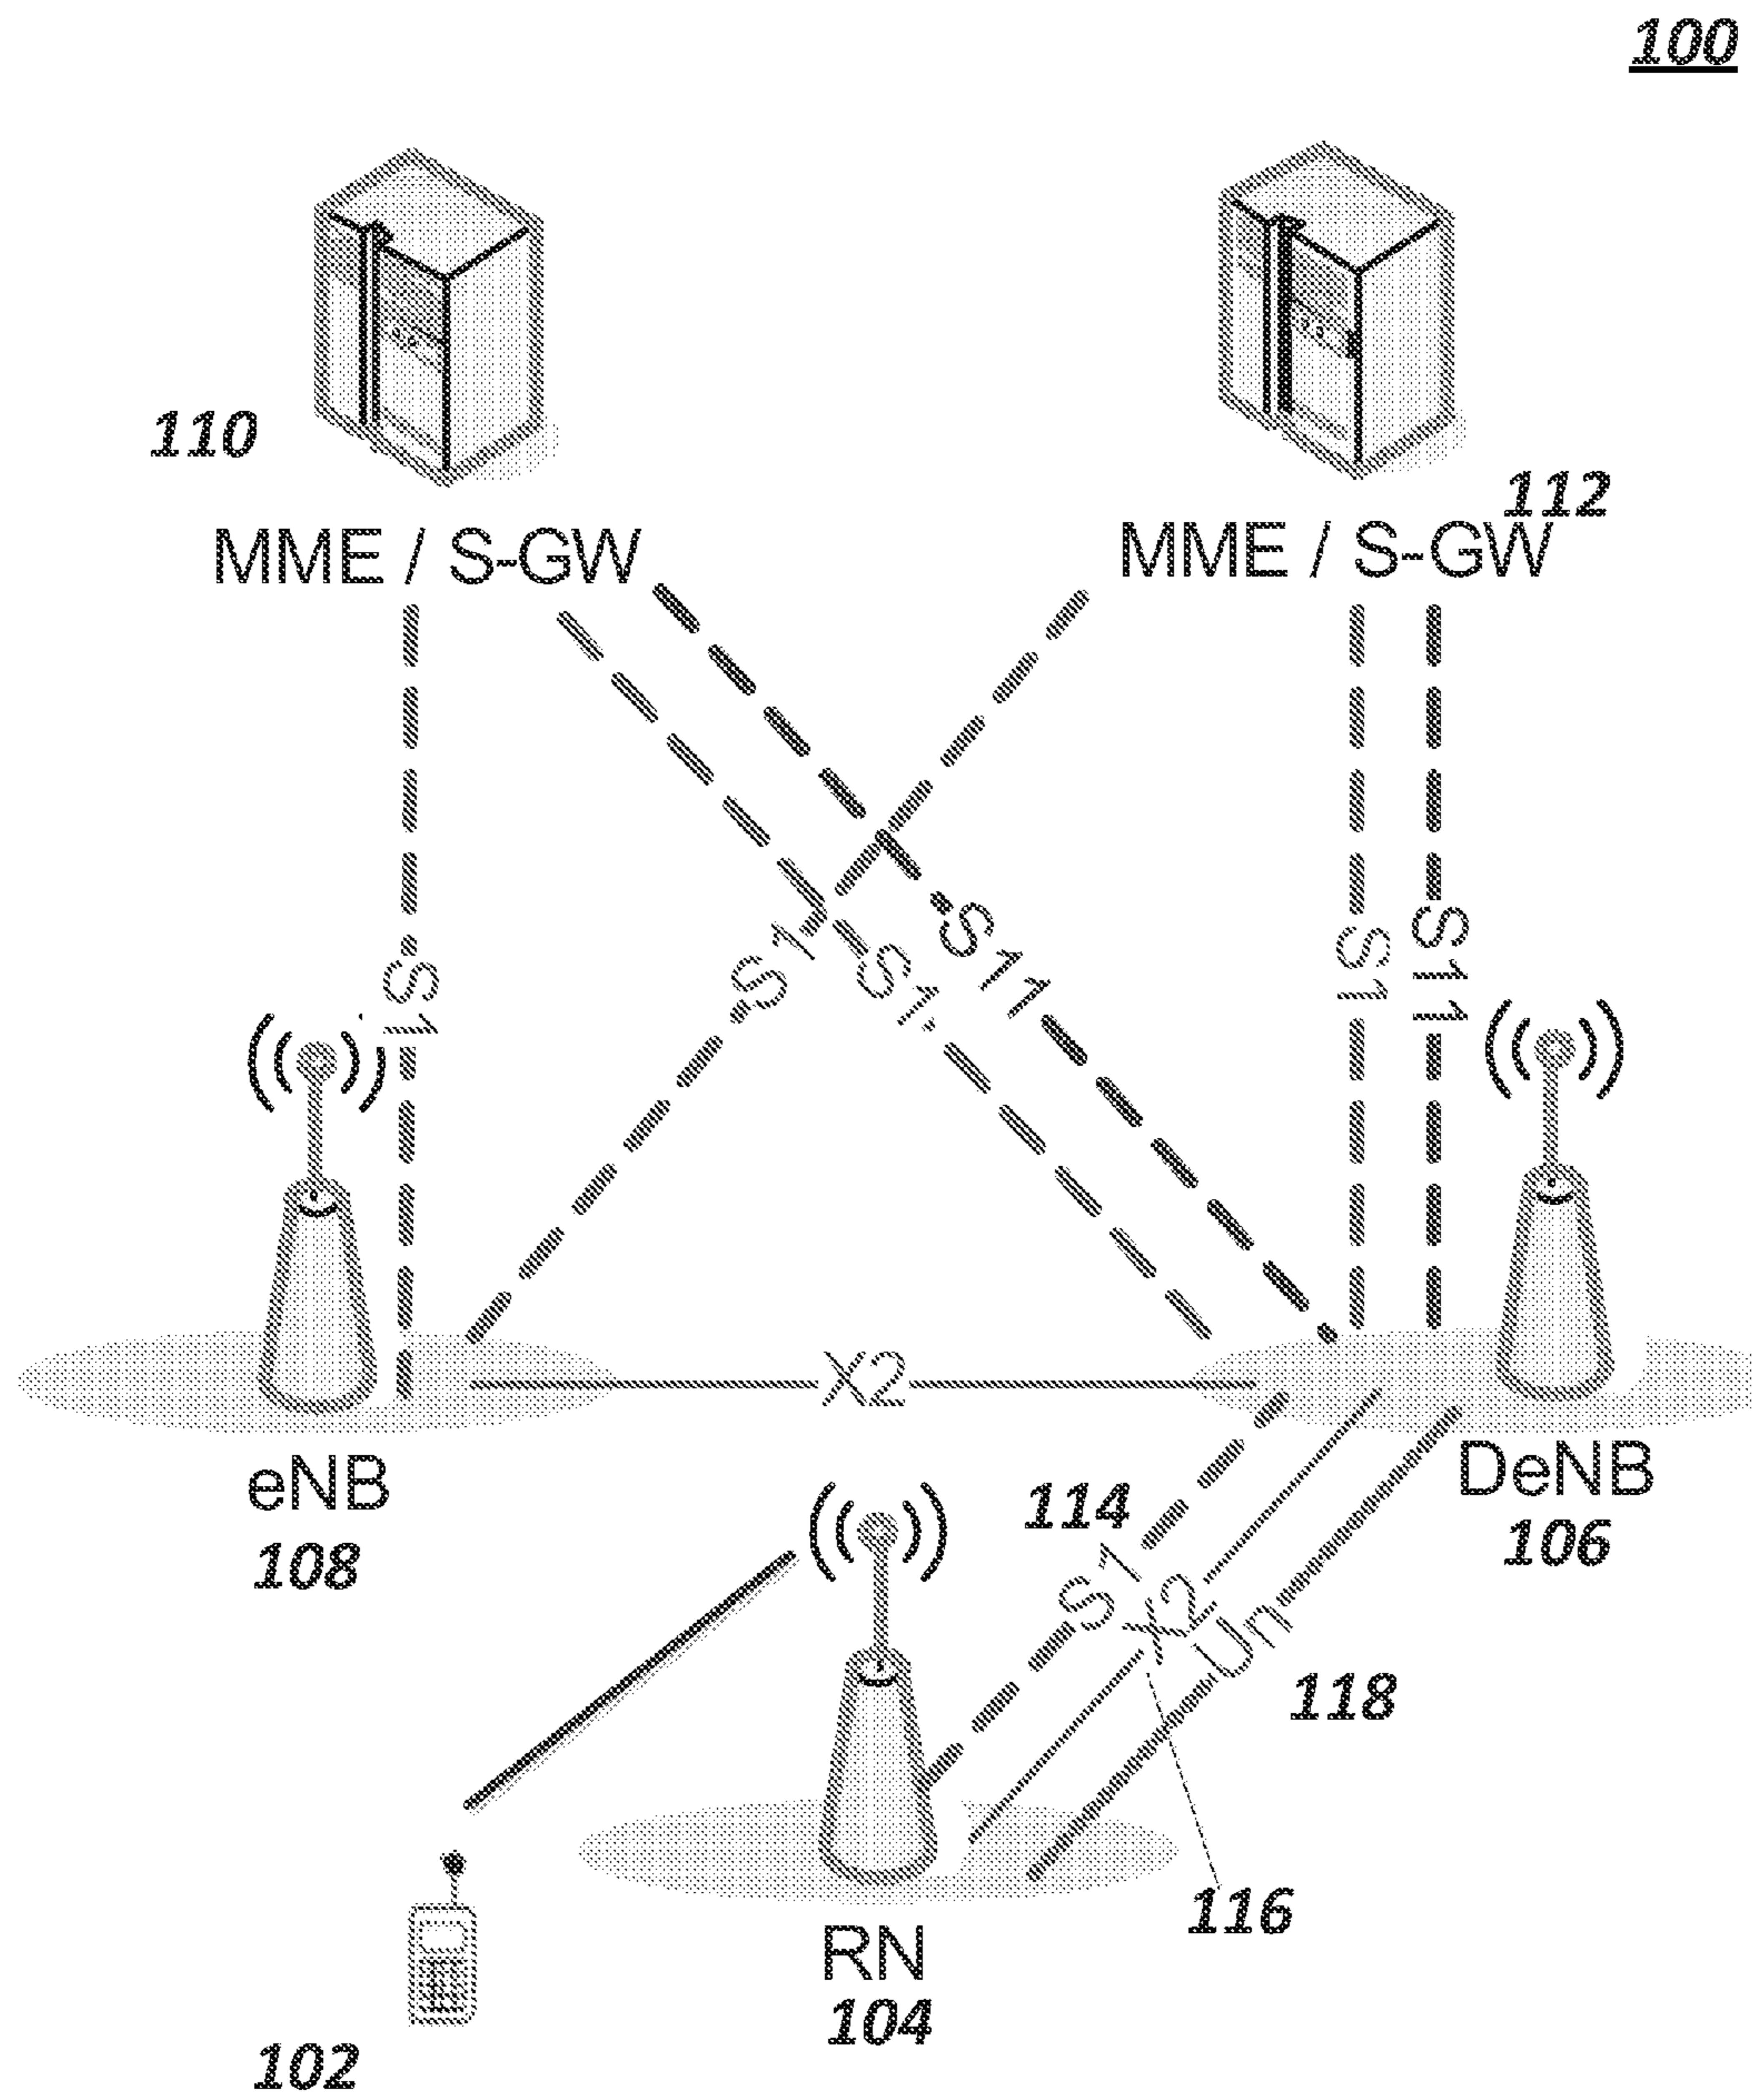 100
110
112
MME / S-GW
MME / S-GW
S1
S1
S1
S11
S1
S11
X2
eNB
108
DeNB
106
114
S1
X2
Un
118
116
RN
104
102